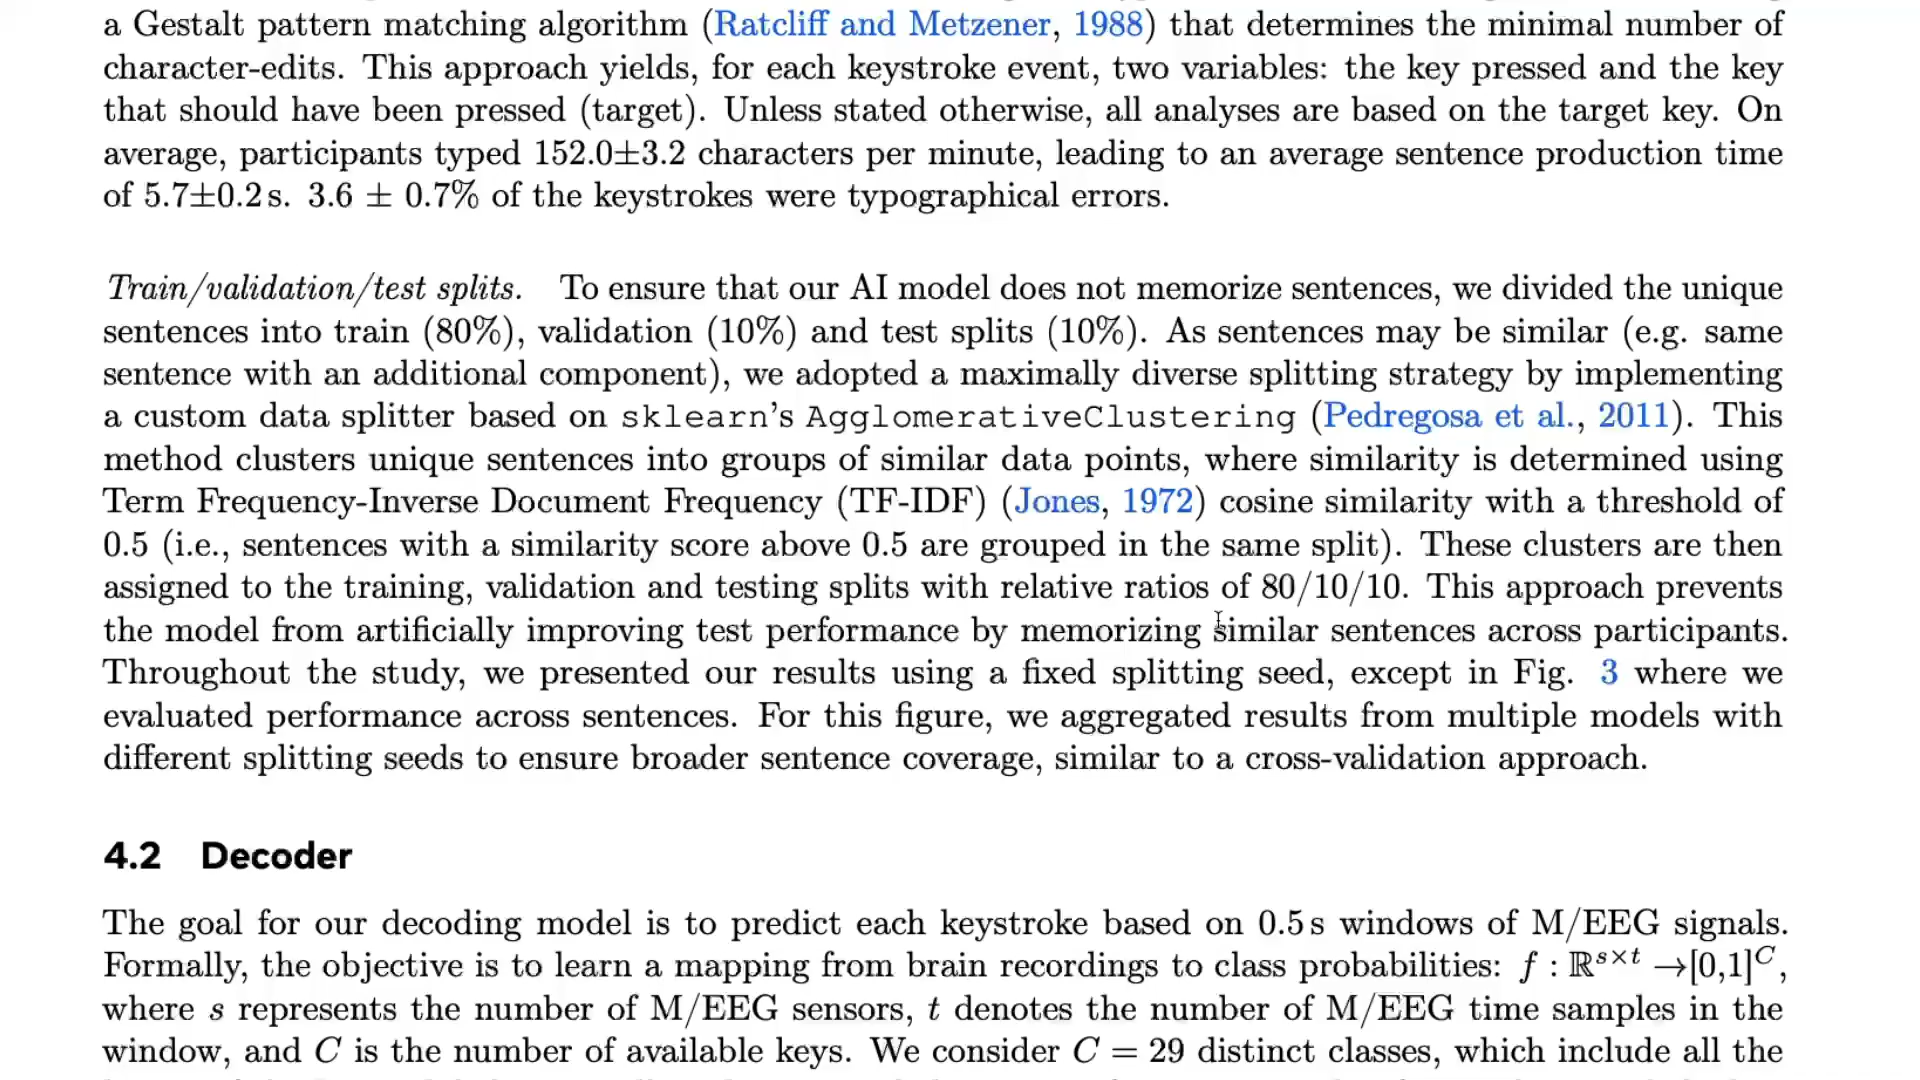 a Gestalt pattern matching algorithm (Ratcliff and Metzener, 1988) that determines the minimal number of
character-edits. This approach yields, for each keystroke event, two variables: the key pressed and the key
that should have been pressed (target). Unless stated otherwise, all analyses are based on the target key. On
average, participants typed 152.0±3.2 characters per minute, leading to an average sentence production time
of 5.7±0.2 s. 3.6 ± 0.7% of the keystrokes were typographical errors.
Train/validation/test splits. To ensure that our AI model does not memorize sentences, we divided the unique
sentences into train (80%), validation (10%) and test splits (10%). As sentences may be similar (e.g. same
sentence with an additional component), we adopted a maximally diverse splitting strategy by implementing
a custom data splitter based on sklearn's AgglomerativeClustering (Pedregosa et al., 2011). This
method clusters unique sentences into groups of similar data points, where similarity is determined using
Term Frequency-Inverse Document Frequency (TF-IDF) (Jones, 1972) cosine similarity with a threshold of
0.5 (i.e., sentences with a similarity score above 0.5 are grouped in the same split). These clusters are then
assigned to the training, validation and testing splits with relative ratios of 80/10/10. This approach prevents
the model from artificially improving test performance by memorizing similar sentences across participants.
Throughout the study, we presented our results using a fixed splitting seed, except in Fig. 3 where we
evaluated performance across sentences. For this figure, we aggregated results from multiple models with
different splitting seeds to ensure broader sentence coverage, similar to a cross-validation approach.
4.2 Decoder
The goal for our decoding model is to predict each keystroke based on 0.5 s windows of M/EEG signals.
Formally, the objective is to learn a mapping from brain recordings to class probabilities: f : ℝ^{s×t} →[0,1]^C,
where s represents the number of M/EEG sensors, t denotes the number of M/EEG time samples in the
window, and C is the number of available keys. We consider C = 29 distinct classes, which include all the